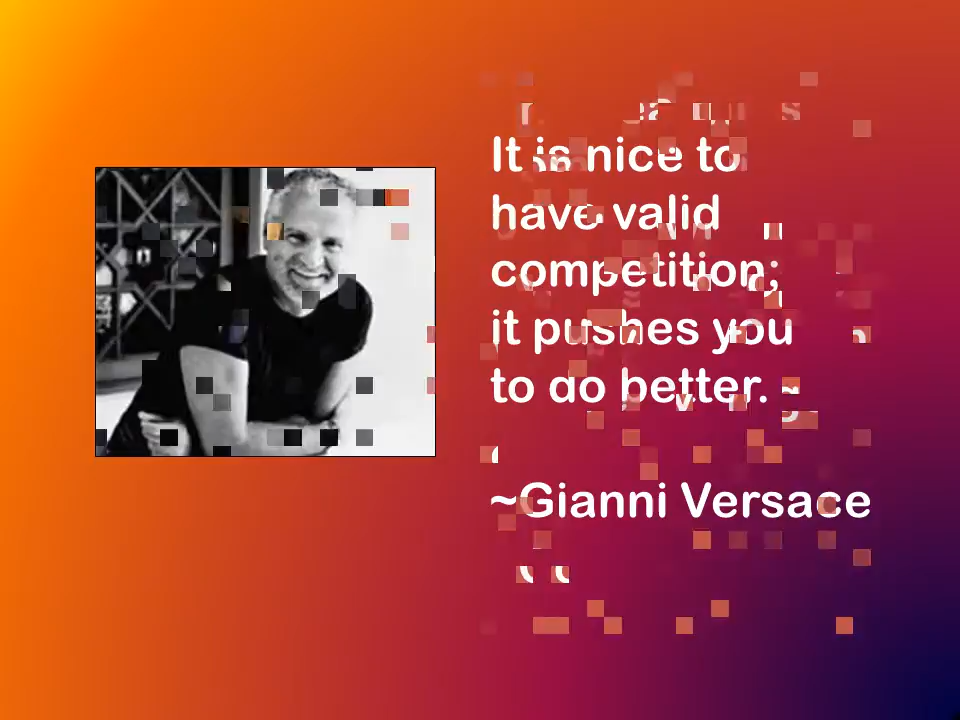 It is nice to
have valid
competition;
it pushes you
to do better.
~Gianni Versace